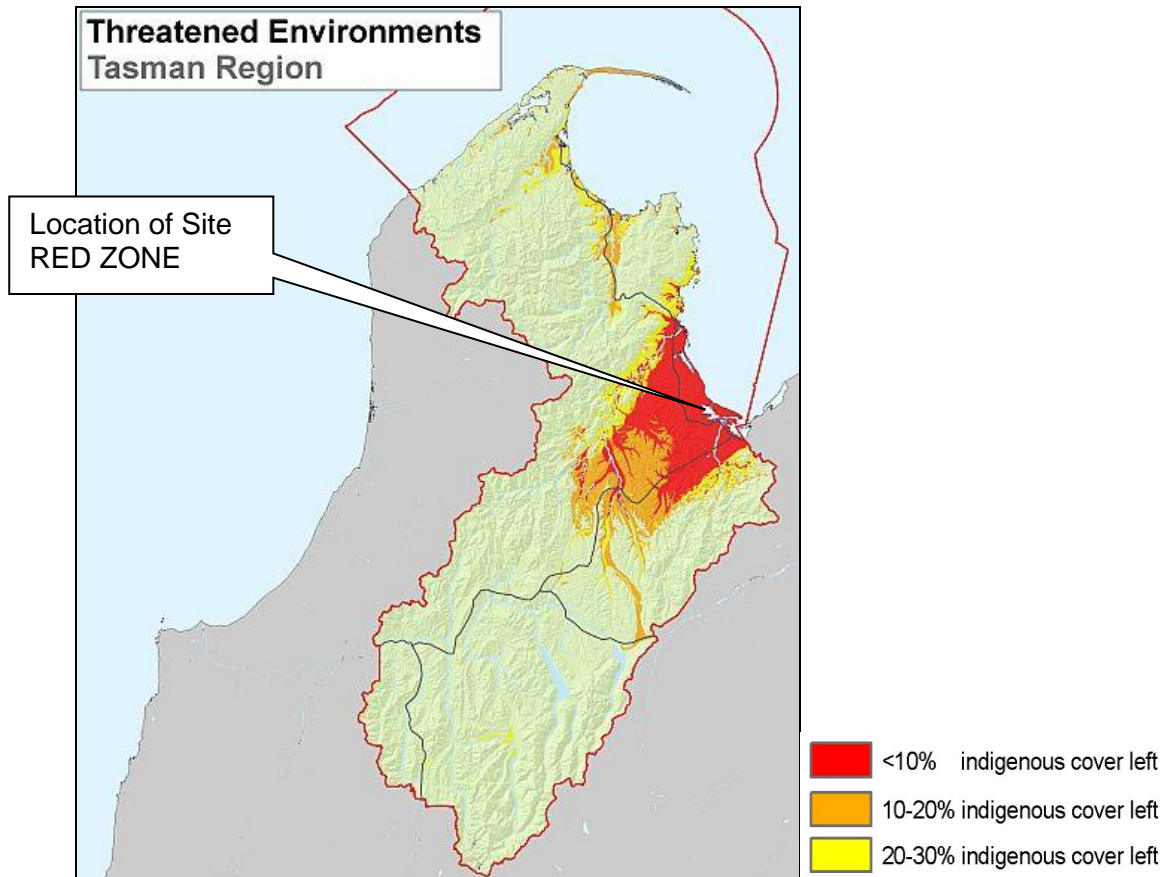 Threatened Environments
Tasman Region
Location of Site
RED ZONE
<10% indigenous cover left
10-20% indigenous cover left
20-30% indigenous cover left